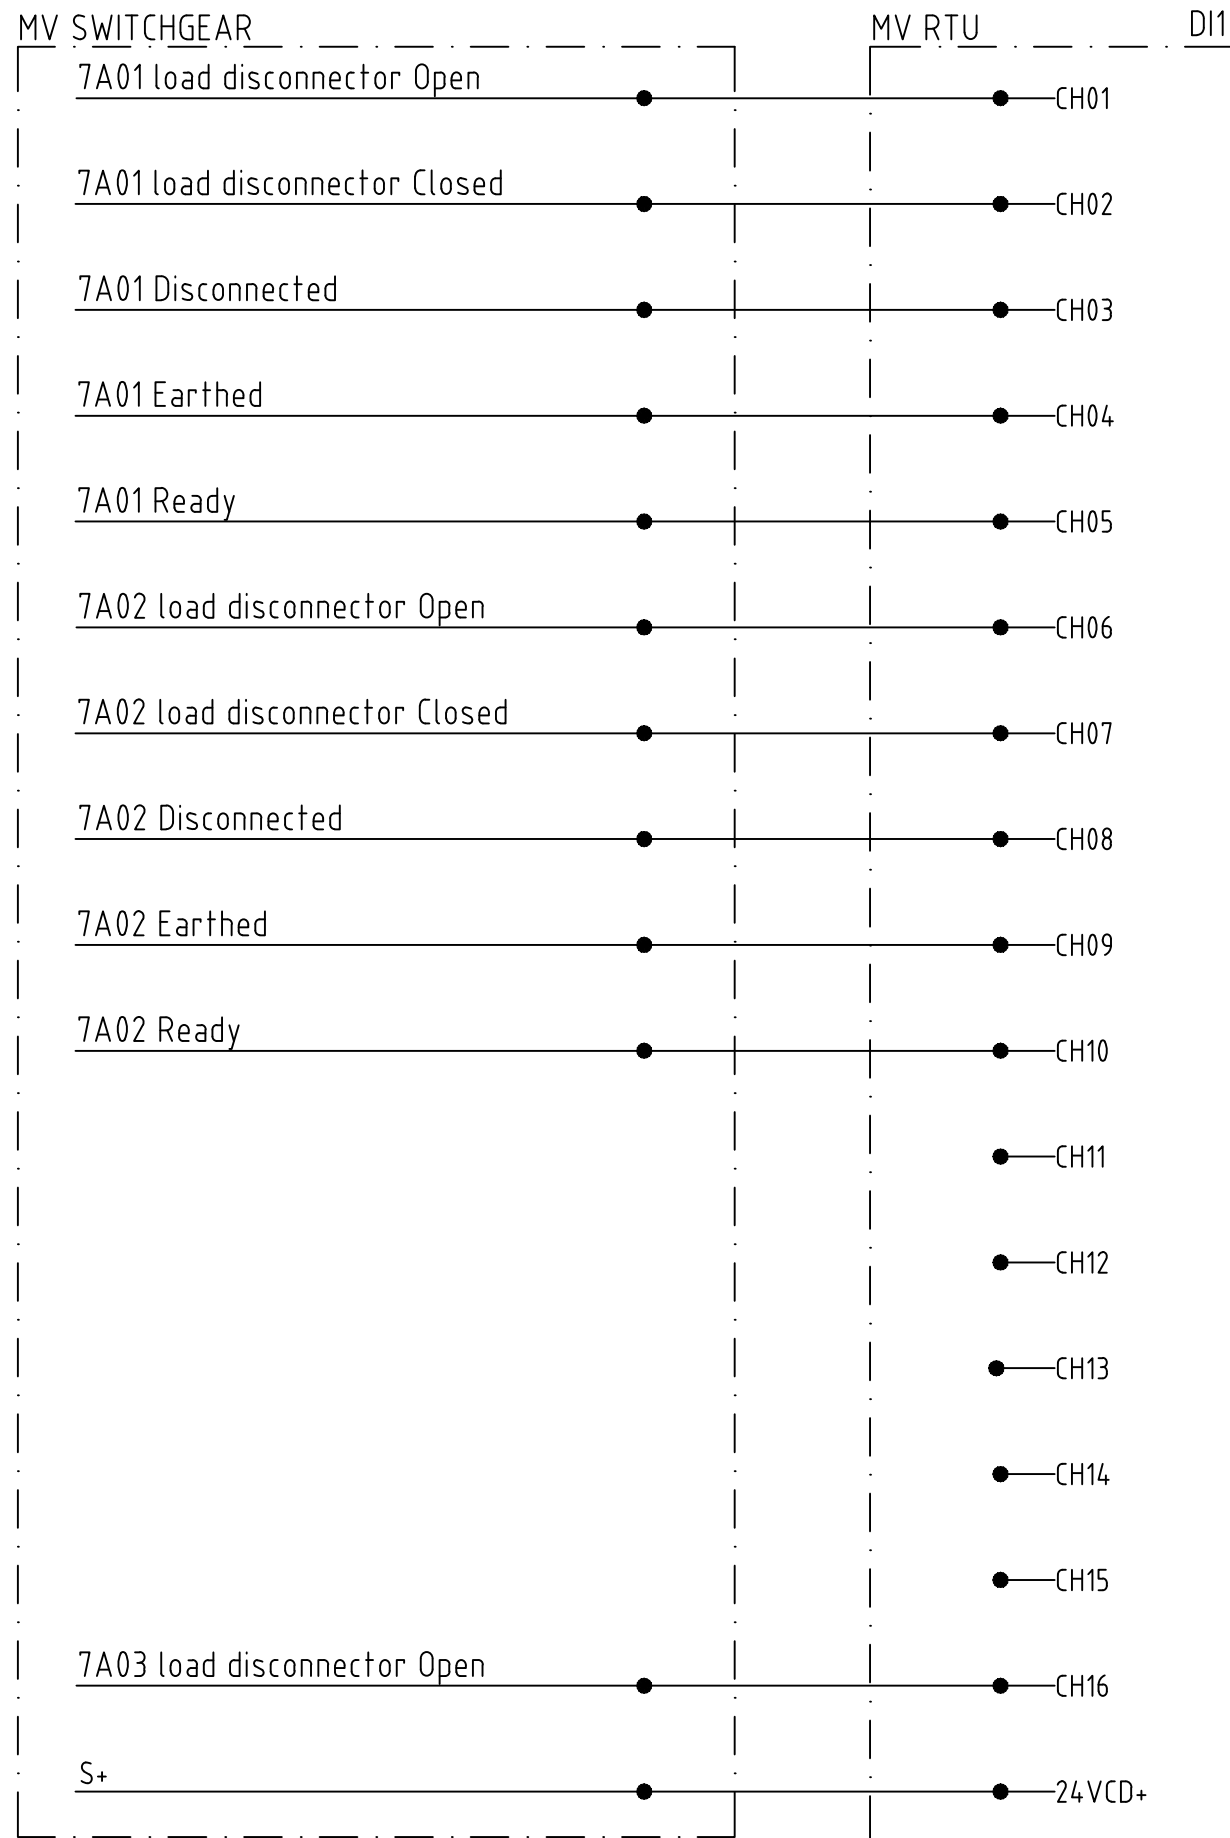 MV SWITCHGEAR MV RTU DI1
7A01 load disconnector Open CH01
7A01 load disconnector Closed CH02
7A01 Disconnected CH03
7A01 Earthed CH04
7A01 Ready CH05
7A02 load disconnector Open CH06
7A02 load disconnector Closed CH07
7A02 Disconnected CH08
7A02 Earthed CH09
7A02 Ready CH10
CH11
CH12
CH13
CH14
CH15
7A03 load disconnector Open CH16
S+ 24VCD+